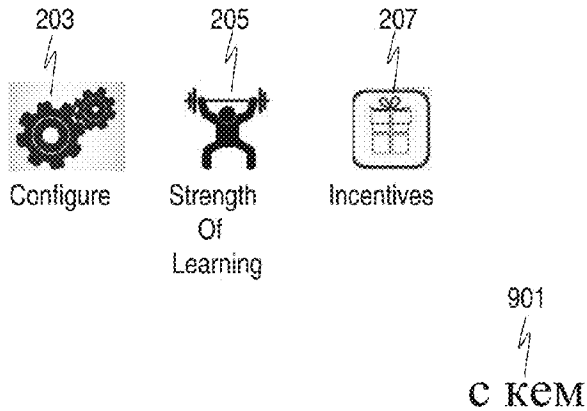 203 205 207
Configure Strength Of Learning Incentives
901
с кем